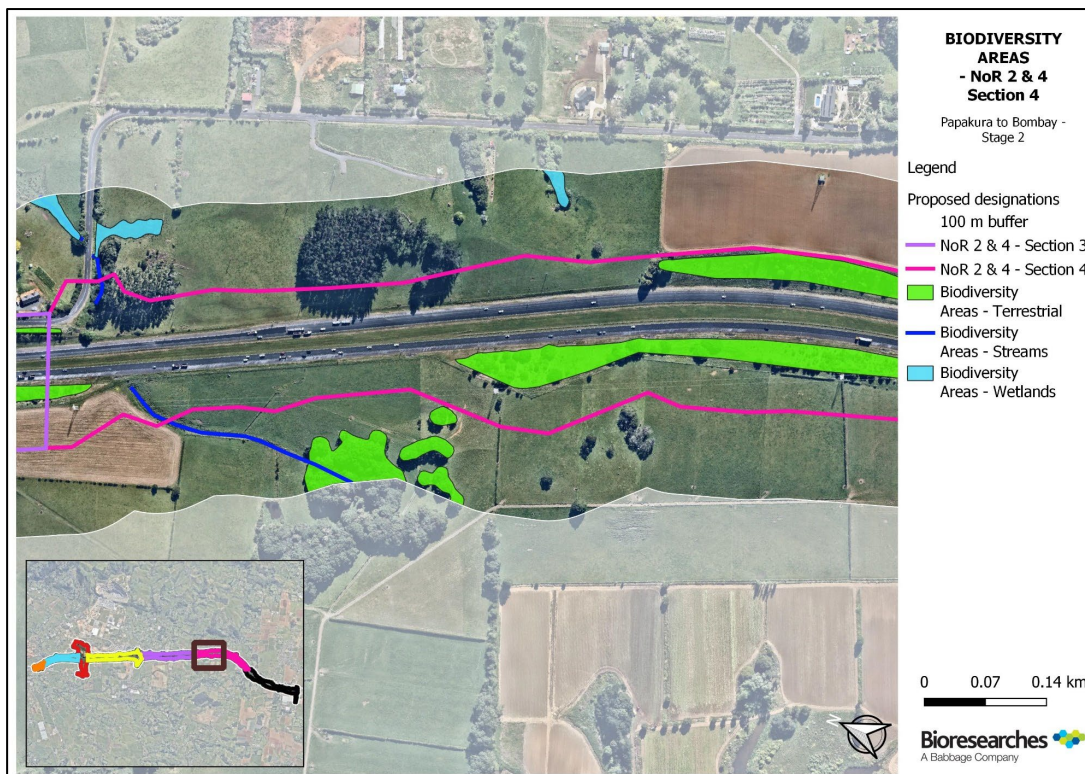 BIODIVERSITY
AREAS
- NoR 2 & 4
Section 4
Papakura to Bombay -
Stage 2
Legend
Proposed designations
100 m buffer
NoR 2 & 4 - Section 3
NoR 2 & 4 - Section 4
Biodiversity
Areas - Terrestrial
Biodiversity
Areas - Streams
Biodiversity
Areas - Wetlands
0 0.07 0.14 km
N
Bioresearches
A Babbage Company